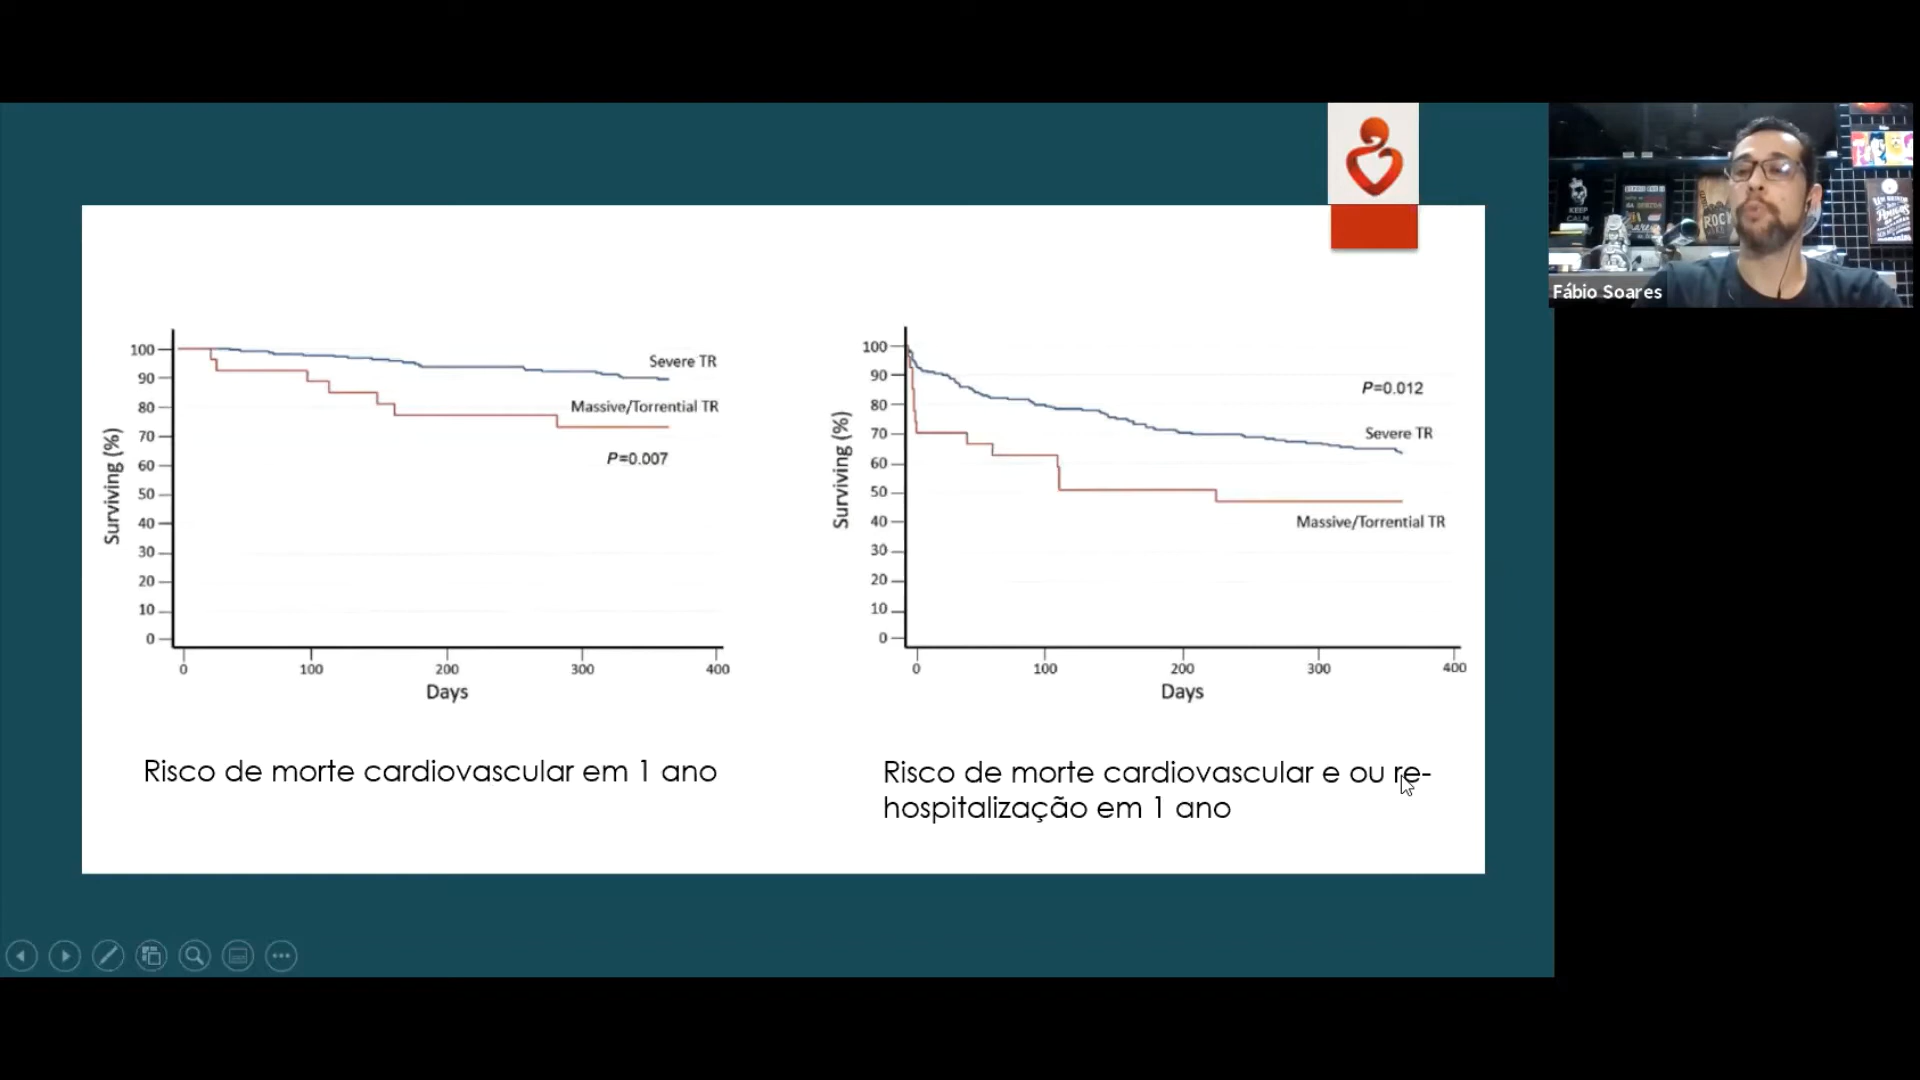 Fábio Soares
KEEP
CALM
ROCK
100
90
80
70
60
50
40
30
20
10
0
Surviving (%)
Severe TR
Massive/Torrential TR
P=0.007
0 100 200 300 400
Days
Risco de morte cardiovascular em 1 ano
100
90
80
70
60
50
40
30
20
10
0
Surviving (%)
P=0.012
Severe TR
Massive/Torrential TR
0 100 200 300 400
Days
Risco de morte cardiovascular e ou re-
hospitalização em 1 ano